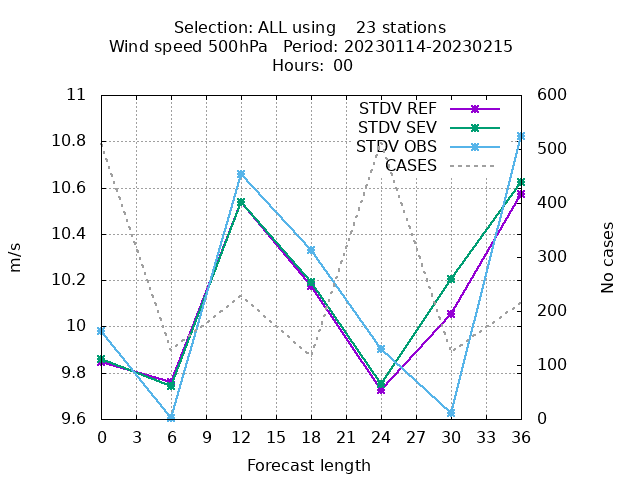 Selection: ALL using    23 stations
Wind speed 500hPa   Period: 20230114-20230215
Hours:  00
STDV REF
STDV SEV
STDV OBS
CASES
11
10.8
10.6
10.4
10.2
10
9.8
9.6
m/s
600
500
400
300
200
100
0
No cases
0 3 6 9 12 15 18 21 24 27 30 33 36
Forecast length